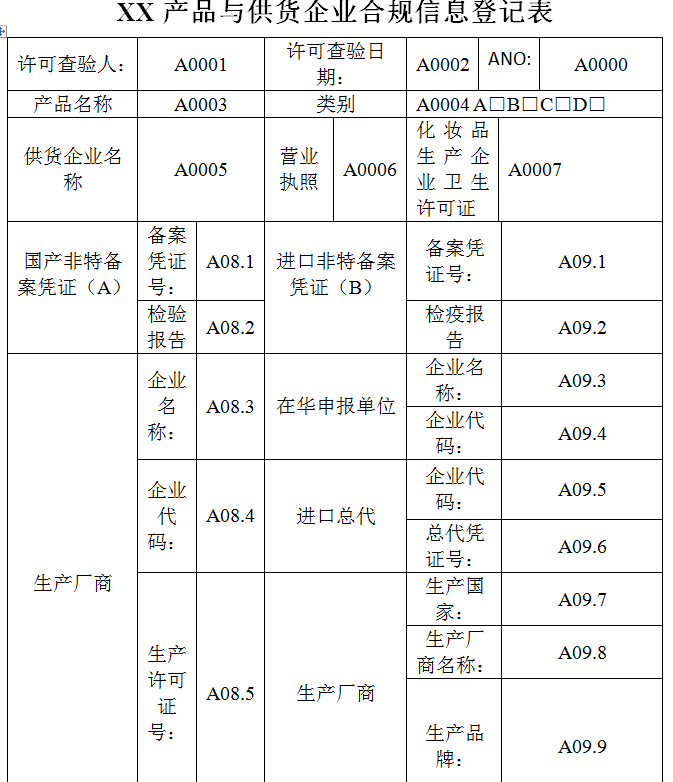 XX 产品与供货企业合规信息登记表
许可查验人：
A0001
许可查验日
期：
A0002
ANO:
A0000
产品名称
A0003
类别
A0004 A□B□C□D□
供货企业名
称
A0005
营业
执照
A0006
化妆品
生产企
业卫生
许可证
A0007
国产非特备
案凭证（A）
备案
凭证
号：
A08.1
进口非特备案
凭证（B）
备案凭
证号：
A09.1
检验
报告
A08.2
检疫报
告
A09.2
生产厂商
企业
名
称：
A08.3
在华申报单位
企业名
称：
A09.3
企业代
码：
A09.4
企业
代
码：
A08.4
进口总代
企业代
码：
A09.5
总代凭
证号：
A09.6
生产
许可
证
号：
A08.5
生产厂商
生产国
家：
A09.7
生产厂
商名称：
A09.8
生产品
牌：
A09.9